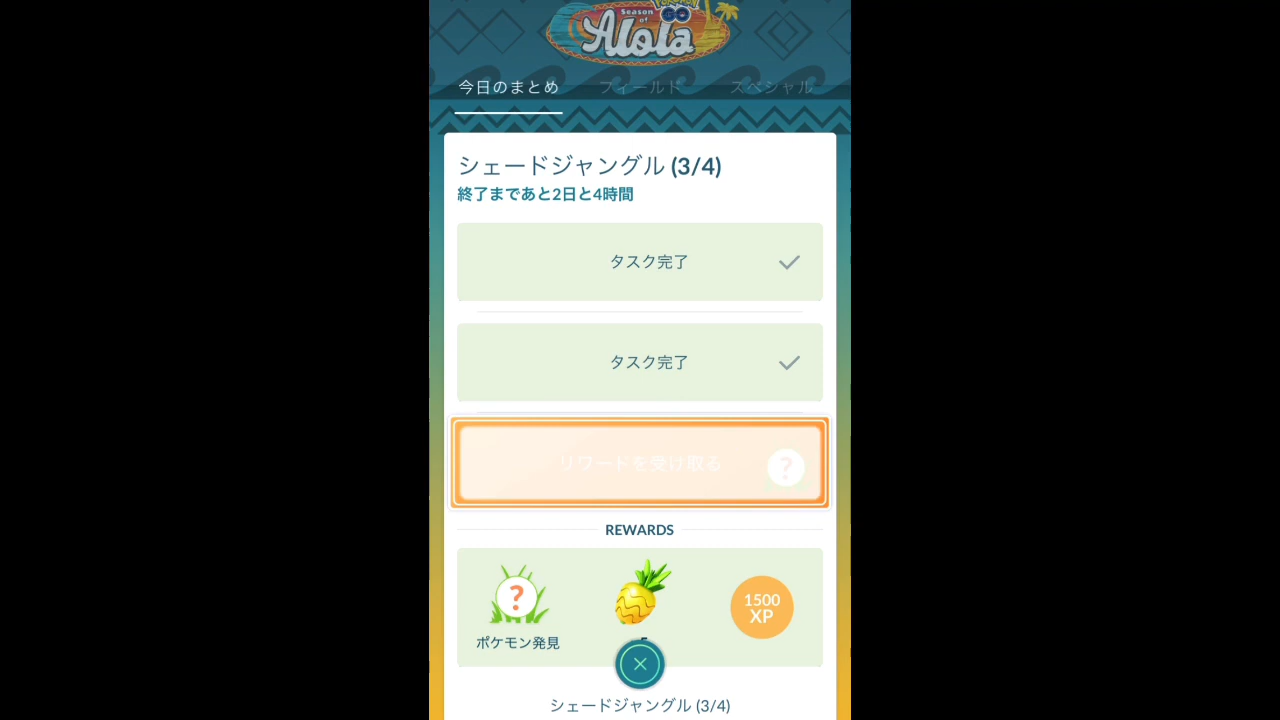 Pokémon GO
Season of
Alola
今日のまとめ
フィールド
スペシャル
シェードジャングル (3/4)
終了まであと2日と4時間
タスク完了
タスク完了
リワードを受け取る
?
REWARDS
?
1500
XP
ポケモン発見
シェードジャングル (3/4)